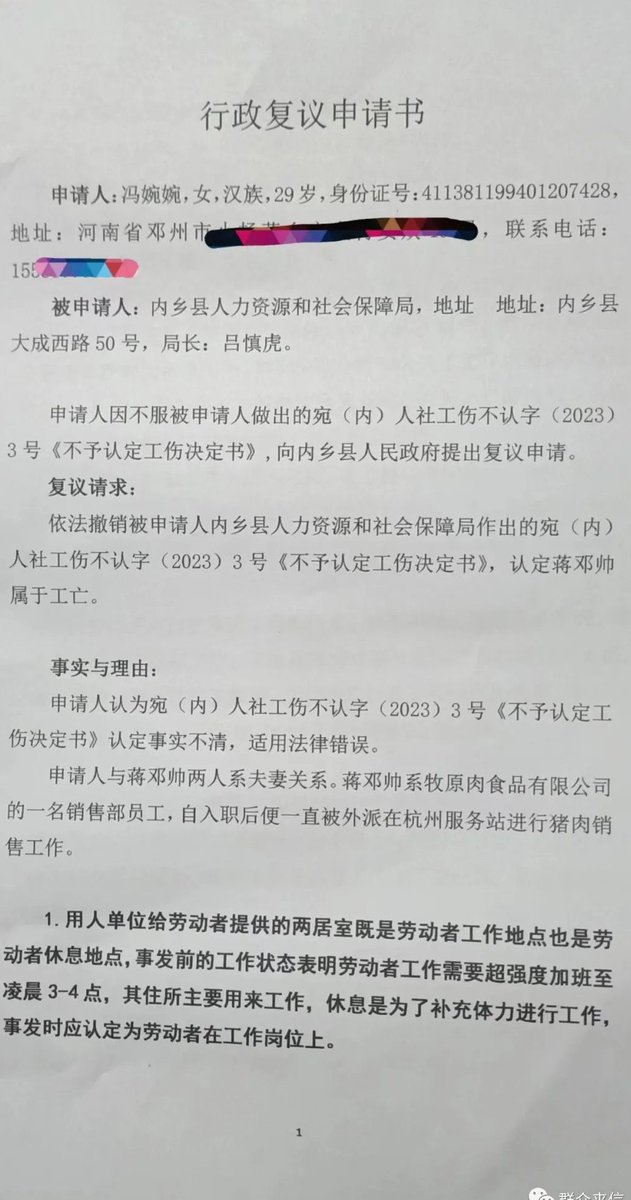 行政复议申请书
申请人:冯婉婉,女,汉族,29岁,身份证号:411381199401207428,
地址:河南省邓州市 ,联系电话:
155
被申请人:内乡县人力资源和社会保障局,地址 地址:内乡县
大成西路50号,局长:吕慎虎。
申请人因不服被申请人做出的宛(内)人社工伤不认字(2023)
3号《不予认定工伤决定书》,向内乡县人民政府提出复议申请。
复议请求:
依法撤销被申请人内乡县人力资源和社会保障局作出的宛(内)
人社工伤不认字(2023)3号《不予认定工伤决定书》,认定蒋邓帅
属于工亡。
事实与理由:
申请人认为宛(内)人社工伤不认字(2023)3号《不予认定工
伤决定书》认定事实不清,适用法律错误。
申请人与蒋邓帅两人系夫妻关系。蒋邓帅系牧原肉食品有限公司
的一名销售部员工,自入职后便一直被外派在杭州服务站进行猪肉销
售工作。
1.用人单位给劳动者提供的两居室既是劳动者工作地点也是劳
动者休息地点,事发前的工作状态表明劳动者工作需要超强度加班至
凌晨3-4点,其住所主要用来工作,休息是为了补充体力进行工作,
事发时应认定为劳动者在工作岗位上。
1
群众来信